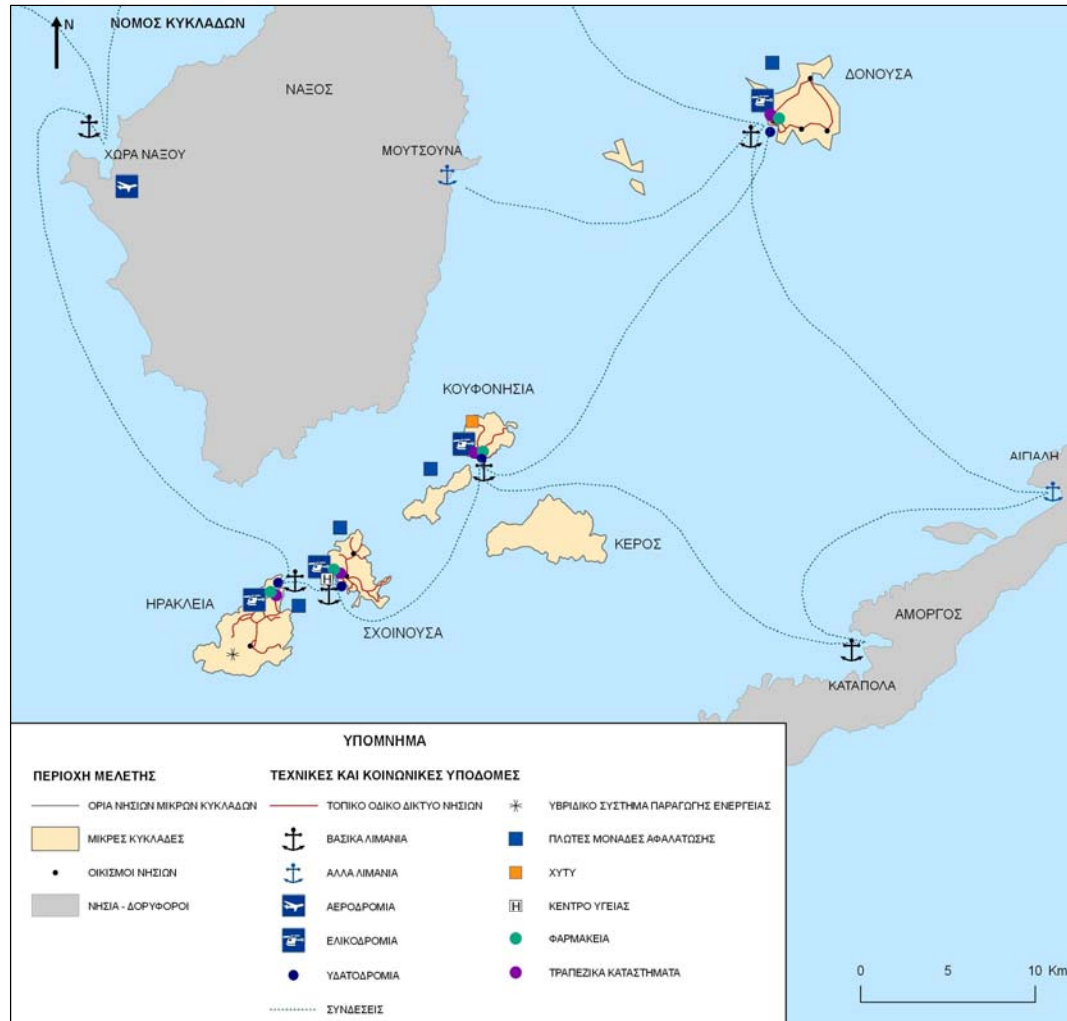 N
ΝΟΜΟΣ ΚΥΚΛΑΔΩΝ
ΝΑΞΟΣ
ΔΟΝΟΥΣΑ
ΧΩΡΑ ΝΑΞΟΥ
ΜΟΥΤΣΟΥΝΑ
ΚΟΥΦΟΝΗΣΙΑ
ΑΙΓΙΑΛΗ
ΚΕΡΟΣ
ΗΡΑΚΛΕΙΑ
H
ΣΧΟΙΝΟΥΣΑ
ΑΜΟΡΓΟΣ
ΚΑΤΑΠΟΛΑ
ΥΠΟΜΝΗΜΑ
ΠΕΡΙΟΧΗ ΜΕΛΕΤΗΣ
ΟΡΙΑ ΝΗΣΙΩΝ ΜΙΚΡΩΝ ΚΥΚΛΑΔΩΝ
ΜΙΚΡΕΣ ΚΥΚΛΑΔΕΣ
ΟΙΚΙΣΜΟΙ ΝΗΣΙΩΝ
ΝΗΣΙΑ - ΔΟΡΥΦΟΡΟΙ
ΤΕΧΝΙΚΕΣ ΚΑΙ ΚΟΙΝΩΝΙΚΕΣ ΥΠΟΔΟΜΕΣ
ΤΟΠΙΚΟ ΟΔΙΚΟ ΔΙΚΤΥΟ ΝΗΣΙΩΝ
ΒΑΣΙΚΑ ΛΙΜΑΝΙΑ
ΑΛΛΑ ΛΙΜΑΝΙΑ
ΑΕΡΟΔΡΟΜΙΑ
ΕΛΙΚΟΔΡΟΜΙΑ
ΥΔΑΤΟΔΡΟΜΙΑ
ΣΥΝΔΕΣΕΙΣ
ΥΒΡΙΔΙΚΟ ΣΥΣΤΗΜΑ ΠΑΡΑΓΩΓΗΣ ΕΝΕΡΓΕΙΑΣ
ΠΛΩΤΕΣ ΜΟΝΑΔΕΣ ΑΦΑΛΑΤΩΣΗΣ
ΧΥΤΥ
H ΚΕΝΤΡΟ ΥΓΕΙΑΣ
ΦΑΡΜΑΚΕΙΑ
ΤΡΑΠΕΖΙΚΑ ΚΑΤΑΣΤΗΜΑΤΑ
0 5 10 Km